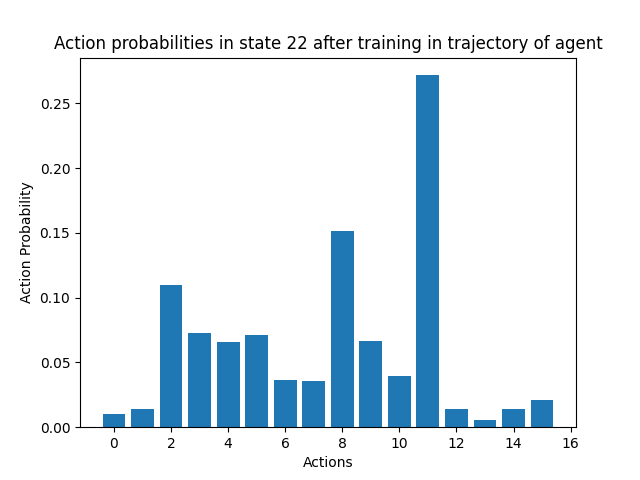 Action probabilities in state 22 after training in trajectory of agent
0.25
0.20
0.15
0.10
0.05
0.00
Action Probability
0 2 4 6 8 10 12 14 16
Actions